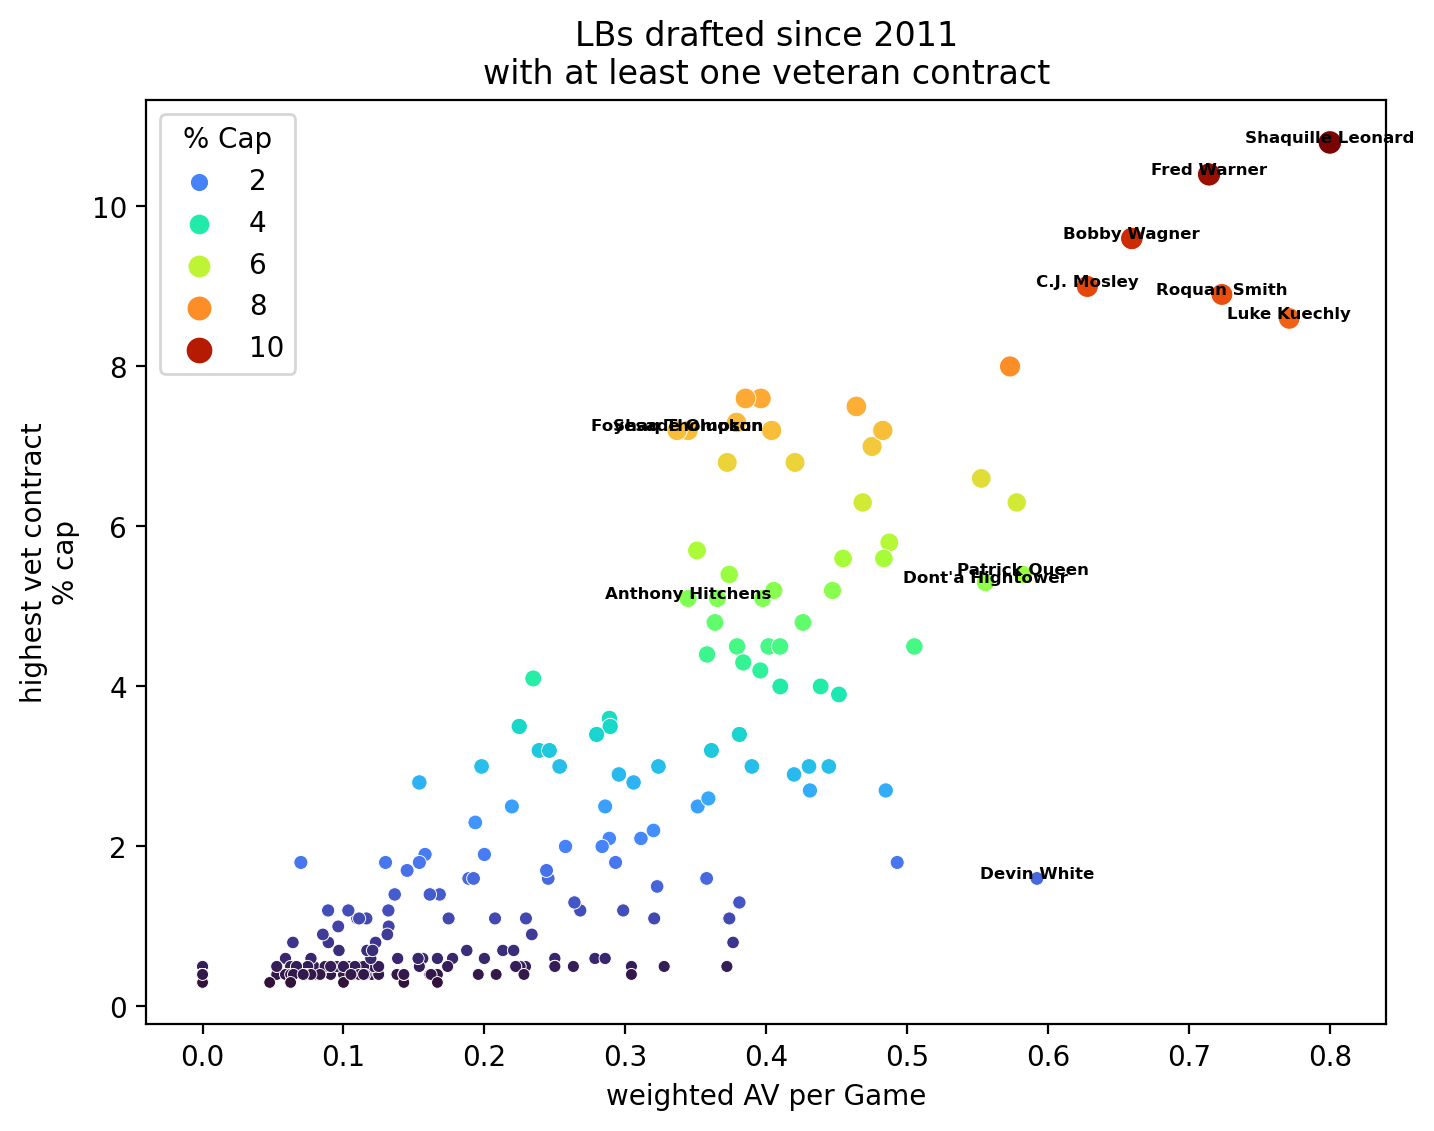 LBs drafted since 2011
with at least one veteran contract
% Cap
2
4
6
8
10
Shaquille Leonard
Fred Warner
Bobby Wagner
C.J. Mosley
Roquan Smith
Luke Kuechly
Patrick Queen
Dont'a Hightower
Anthony Hitchens
Devin White
highest vet contract
% cap
10
8
6
4
2
0
0.0 0.1 0.2 0.3 0.4 0.5 0.6 0.7 0.8
weighted AV per Game